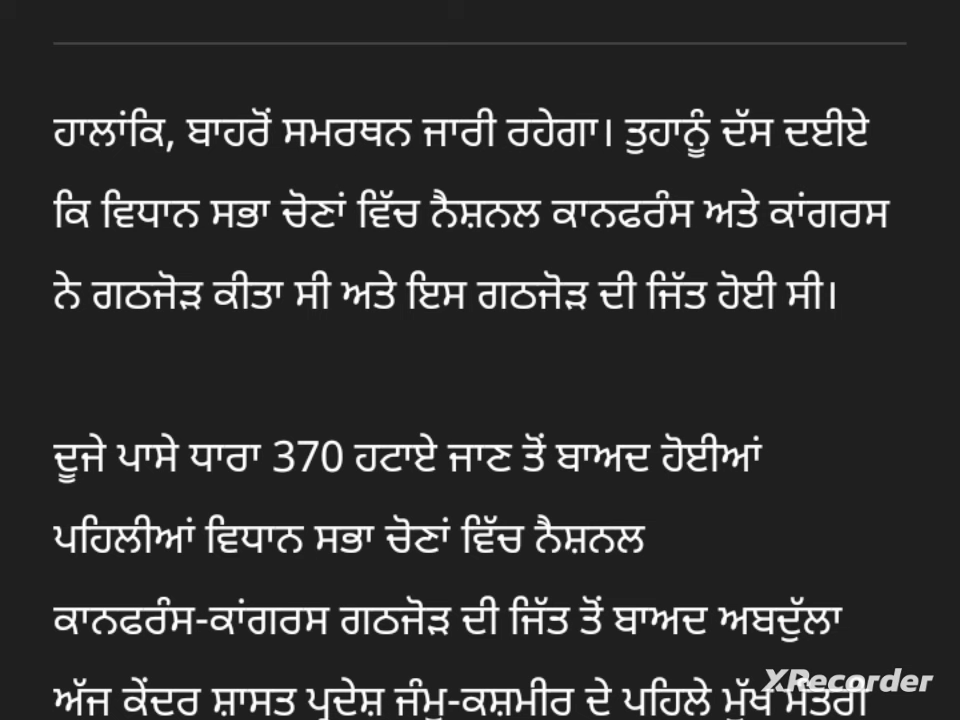 ਹਾਲਾਂਕਿ, ਬਾਹਰੋਂ ਸਮਰਥਨ ਜਾਰੀ ਰਹੇਗਾ। ਤੁਹਾਨੂੰ ਦੱਸ ਦਈਏ
ਕਿ ਵਿਧਾਨ ਸਭਾ ਚੋਣਾਂ ਵਿੱਚ ਨੈਸ਼ਨਲ ਕਾਨਫਰੰਸ ਅਤੇ ਕਾਂਗਰਸ
ਨੇ ਗਠਜੋੜ ਕੀਤਾ ਸੀ ਅਤੇ ਇਸ ਗਠਜੋੜ ਦੀ ਜਿੱਤ ਹੋਈ ਸੀ।
ਦੂਜੇ ਪਾਸੇ ਧਾਰਾ 370 ਹਟਾਏ ਜਾਣ ਤੋਂ ਬਾਅਦ ਹੋਈਆਂ
ਪਹਿਲੀਆਂ ਵਿਧਾਨ ਸਭਾ ਚੋਣਾਂ ਵਿੱਚ ਨੈਸ਼ਨਲ
ਕਾਨਫਰੰਸ-ਕਾਂਗਰਸ ਗਠਜੋੜ ਦੀ ਜਿੱਤ ਤੋਂ ਬਾਅਦ ਅਬਦੁੱਲਾ
ਅੱਜ ਕੇਂਦਰ ਸ਼ਾਸਤ ਪ੍ਰਦੇਸ਼ ਜੰਮੂ-ਕਸ਼ਮੀਰ ਦੇ ਪਹਿਲੇ ਮੁੱਖ ਮੰਤਰੀ
XRecorder